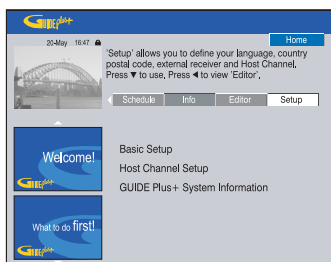 GUIDE Plus+
Home
20-May 16:47
'Setup' allows you to define your language, country
postal code, external receiver and Host Channel.
Press ▼ to use, Press ◄ to view 'Editor'.
Schedule Info Editor Setup
Welcome!
GUIDE Plus+
Basic Setup
Host Channel Setup
GUIDE Plus+ System Information
What to do first!
GUIDE Plus+